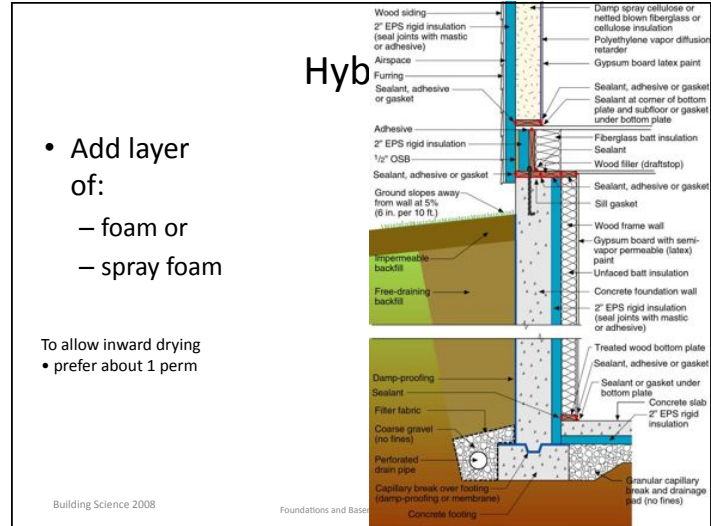 Hyb
• Add layer
of:
– foam or
– spray foam
To allow inward drying
• prefer about 1 perm
Building Science 2008
Foundations and Basem
Wood siding
2" EPS rigid insulation
(seal joints with mastic
or adhesive)
Airspace
Furring
Sealant, adhesive
or gasket
Adhesive
2" EPS rigid insulation
1/2" OSB
Sealant, adhesive or gasket
Ground slopes away
from wall at 5%
(6 in. per 10 ft.)
Impermeable
backfill
Free-draining
backfill
Damp-proofing
Sealant
Filter fabric
Coarse gravel
(no fines)
Perforated
drain pipe
Capillary break over footing
(damp-proofing or membrane)
Concrete footing
Damp spray cellulose or
netted blown fiberglass or
cellulose insulation
Polyethylene vapor diffusion
retarder
Gypsum board latex paint
Sealant, adhesive or gasket
Sealant at corner of bottom
plate and subfloor or gasket
under bottom plate
Fiberglass batt insulation
Sealant
Wood filler (draftstop)
Sealant, adhesive or gasket
Sill gasket
Wood frame wall
Gypsum board with semi-
vapor permeable (latex)
paint
Unfaced batt insulation
Concrete foundation wall
2" EPS rigid insulation
(seal joints with mastic
or adhesive)
Treated wood bottom plate
Sealant, adhesive or gasket
Sealant or gasket under
bottom plate
Concrete slab
2" EPS rigid
insulation
Granular capillary
break and drainage
pad (no fines)